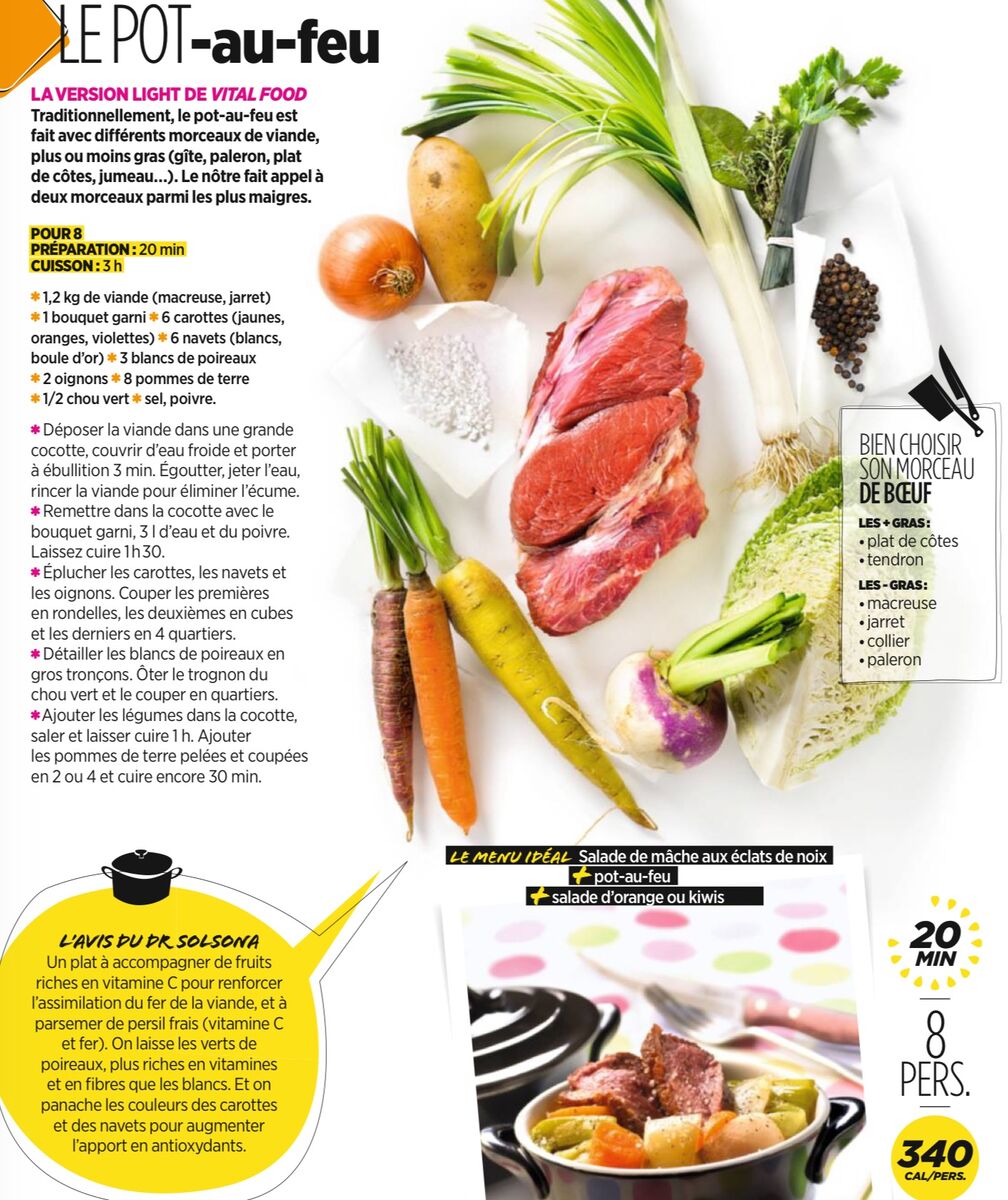 LE POT-au-feu
LA VERSION LIGHT DE VITAL FOOD
Traditionnellement, le pot-au-feu est
fait avec différents morceaux de viande,
plus ou moins gras (gîte, paleron, plat
de côtes, jumeau...). Le nôtre fait appel à
deux morceaux parmi les plus maigres.
POUR 8
PRÉPARATION : 20 min
CUISSON : 3 h
* 1,2 kg de viande (macreuse, jarret)
* 1 bouquet garni * 6 carottes (jaunes,
oranges, violettes) * 6 navets (blancs,
boule d’or) * 3 blancs de poireaux
* 2 oignons * 8 pommes de terre
* 1/2 chou vert * sel, poivre.
* Déposer la viande dans une grande
cocotte, couvrir d’eau froide et porter
à ébullition 3 min. Égoutter, jeter l’eau,
rincer la viande pour éliminer l’écume.
* Remettre dans la cocotte avec le
bouquet garni, 3 l d’eau et du poivre.
Laissez cuire 1 h 30.
* Éplucher les carottes, les navets et
les oignons. Couper les premières
en rondelles, les deuxièmes en cubes
et les derniers en 4 quartiers.
* Détailler les blancs de poireaux en
gros tronçons. Ôter le trognon du
chou vert et le couper en quartiers.
* Ajouter les légumes dans la cocotte,
saler et laisser cuire 1 h. Ajouter
les pommes de terre pelées et coupées
en 2 ou 4 et cuire encore 30 min.
BIEN CHOISIR
SON MORCEAU
DE BŒUF
LES + GRAS :
• plat de côtes
• tendron
LES - GRAS :
• macreuse
• jarret
• collier
• paleron
L’AVIS DU DR SOLSONA
Un plat à accompagner de fruits
riches en vitamine C pour renforcer
l’assimilation du fer de la viande, et à
parsemer de persil frais (vitamine C
et fer). On laisse les verts de
poireaux, plus riches en vitamines
et en fibres que les blancs. Et on
panache les couleurs des carottes
et des navets pour augmenter
l’apport en antioxydants.
LE MENU IDÉAL Salade de mâche aux éclats de noix
+ pot-au-feu
+ salade d’orange ou kiwis
20
MIN
8
PERS.
340
CAL/PERS.